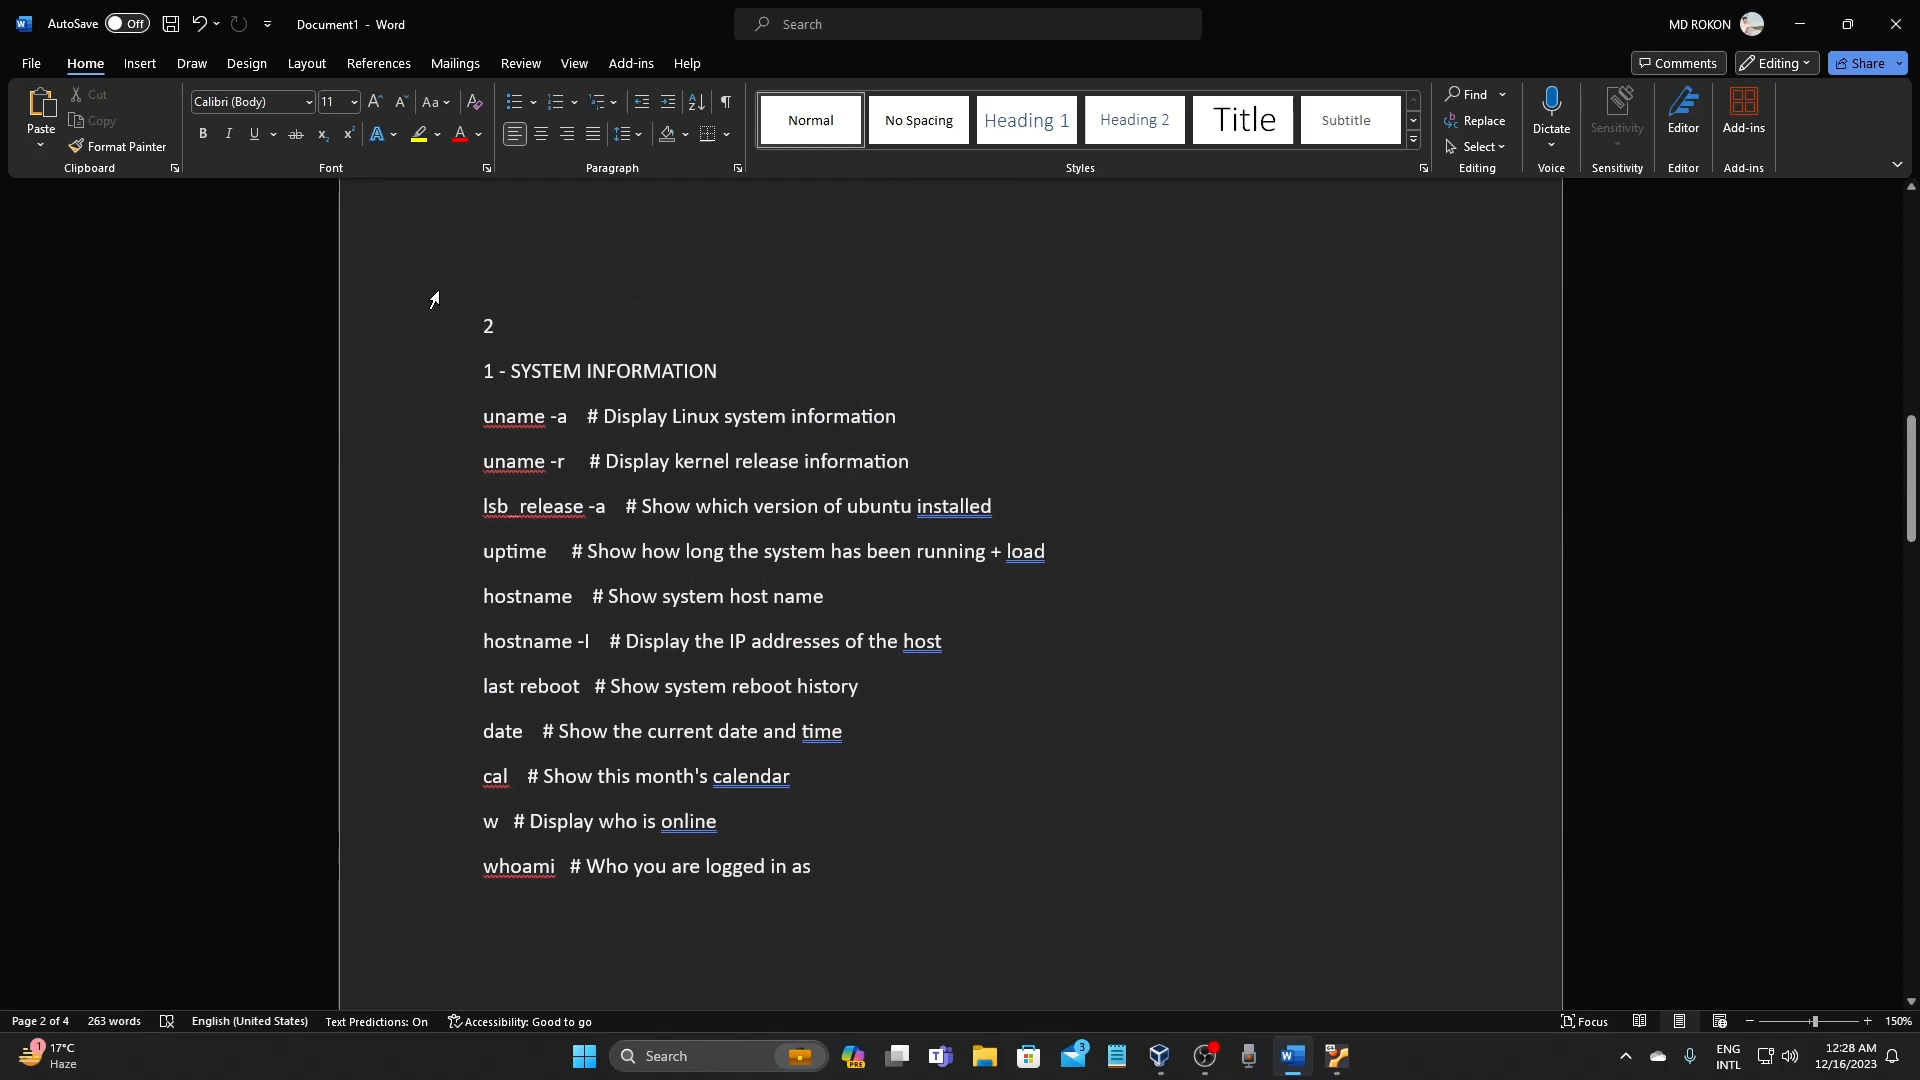 AutoSave Off Document1 - Word Search MD ROKON
File Home Insert Draw Design Layout References Mailings Review View Add-ins Help Comments Editing Share
Paste Cut Copy Format Painter
Calibri (Body) 11
Normal No Spacing Heading 1 Heading 2 Title Subtitle
Find Replace Select
Dictate Sensitivity Editor Add-ins
Clipboard Font Paragraph Styles Editing Voice Sensitivity Editor Add-ins
2
1 - SYSTEM INFORMATION
uname -a # Display Linux system information
uname -r # Display kernel release information
lsb_release -a # Show which version of ubuntu installed
uptime # Show how long the system has been running + load
hostname # Show system host name
hostname -I # Display the IP addresses of the host
last reboot # Show system reboot history
date # Show the current date and time
cal # Show this month's calendar
w # Display who is online
whoami # Who you are logged in as
Page 2 of 4 263 words English (United States) Text Predictions: On Accessibility: Good to go Focus 150%
1 17°C
Haze
Search
PRE
3
ENG
INTL
12:28 AM
12/16/2023